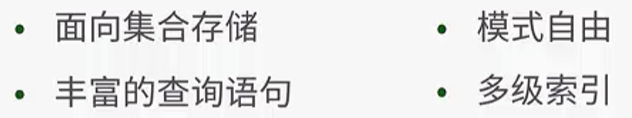 • 面向集合存储
• 模式自由
• 丰富的查询语句
• 多级索引